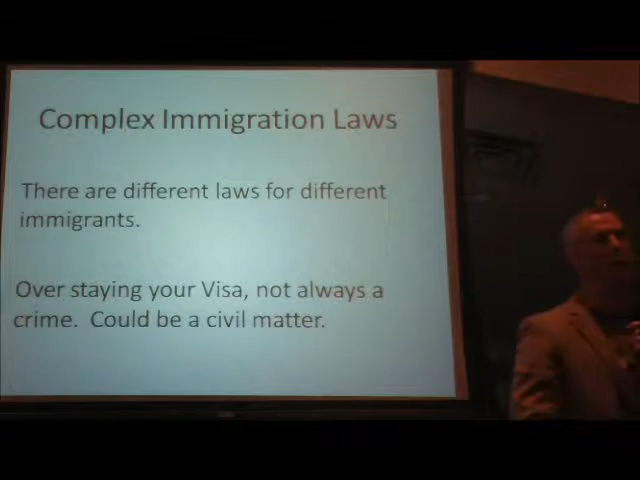 Complex Immigration Laws
There are different laws for different
immigrants.
Over staying your Visa, not always a
crime. Could be a civil matter.